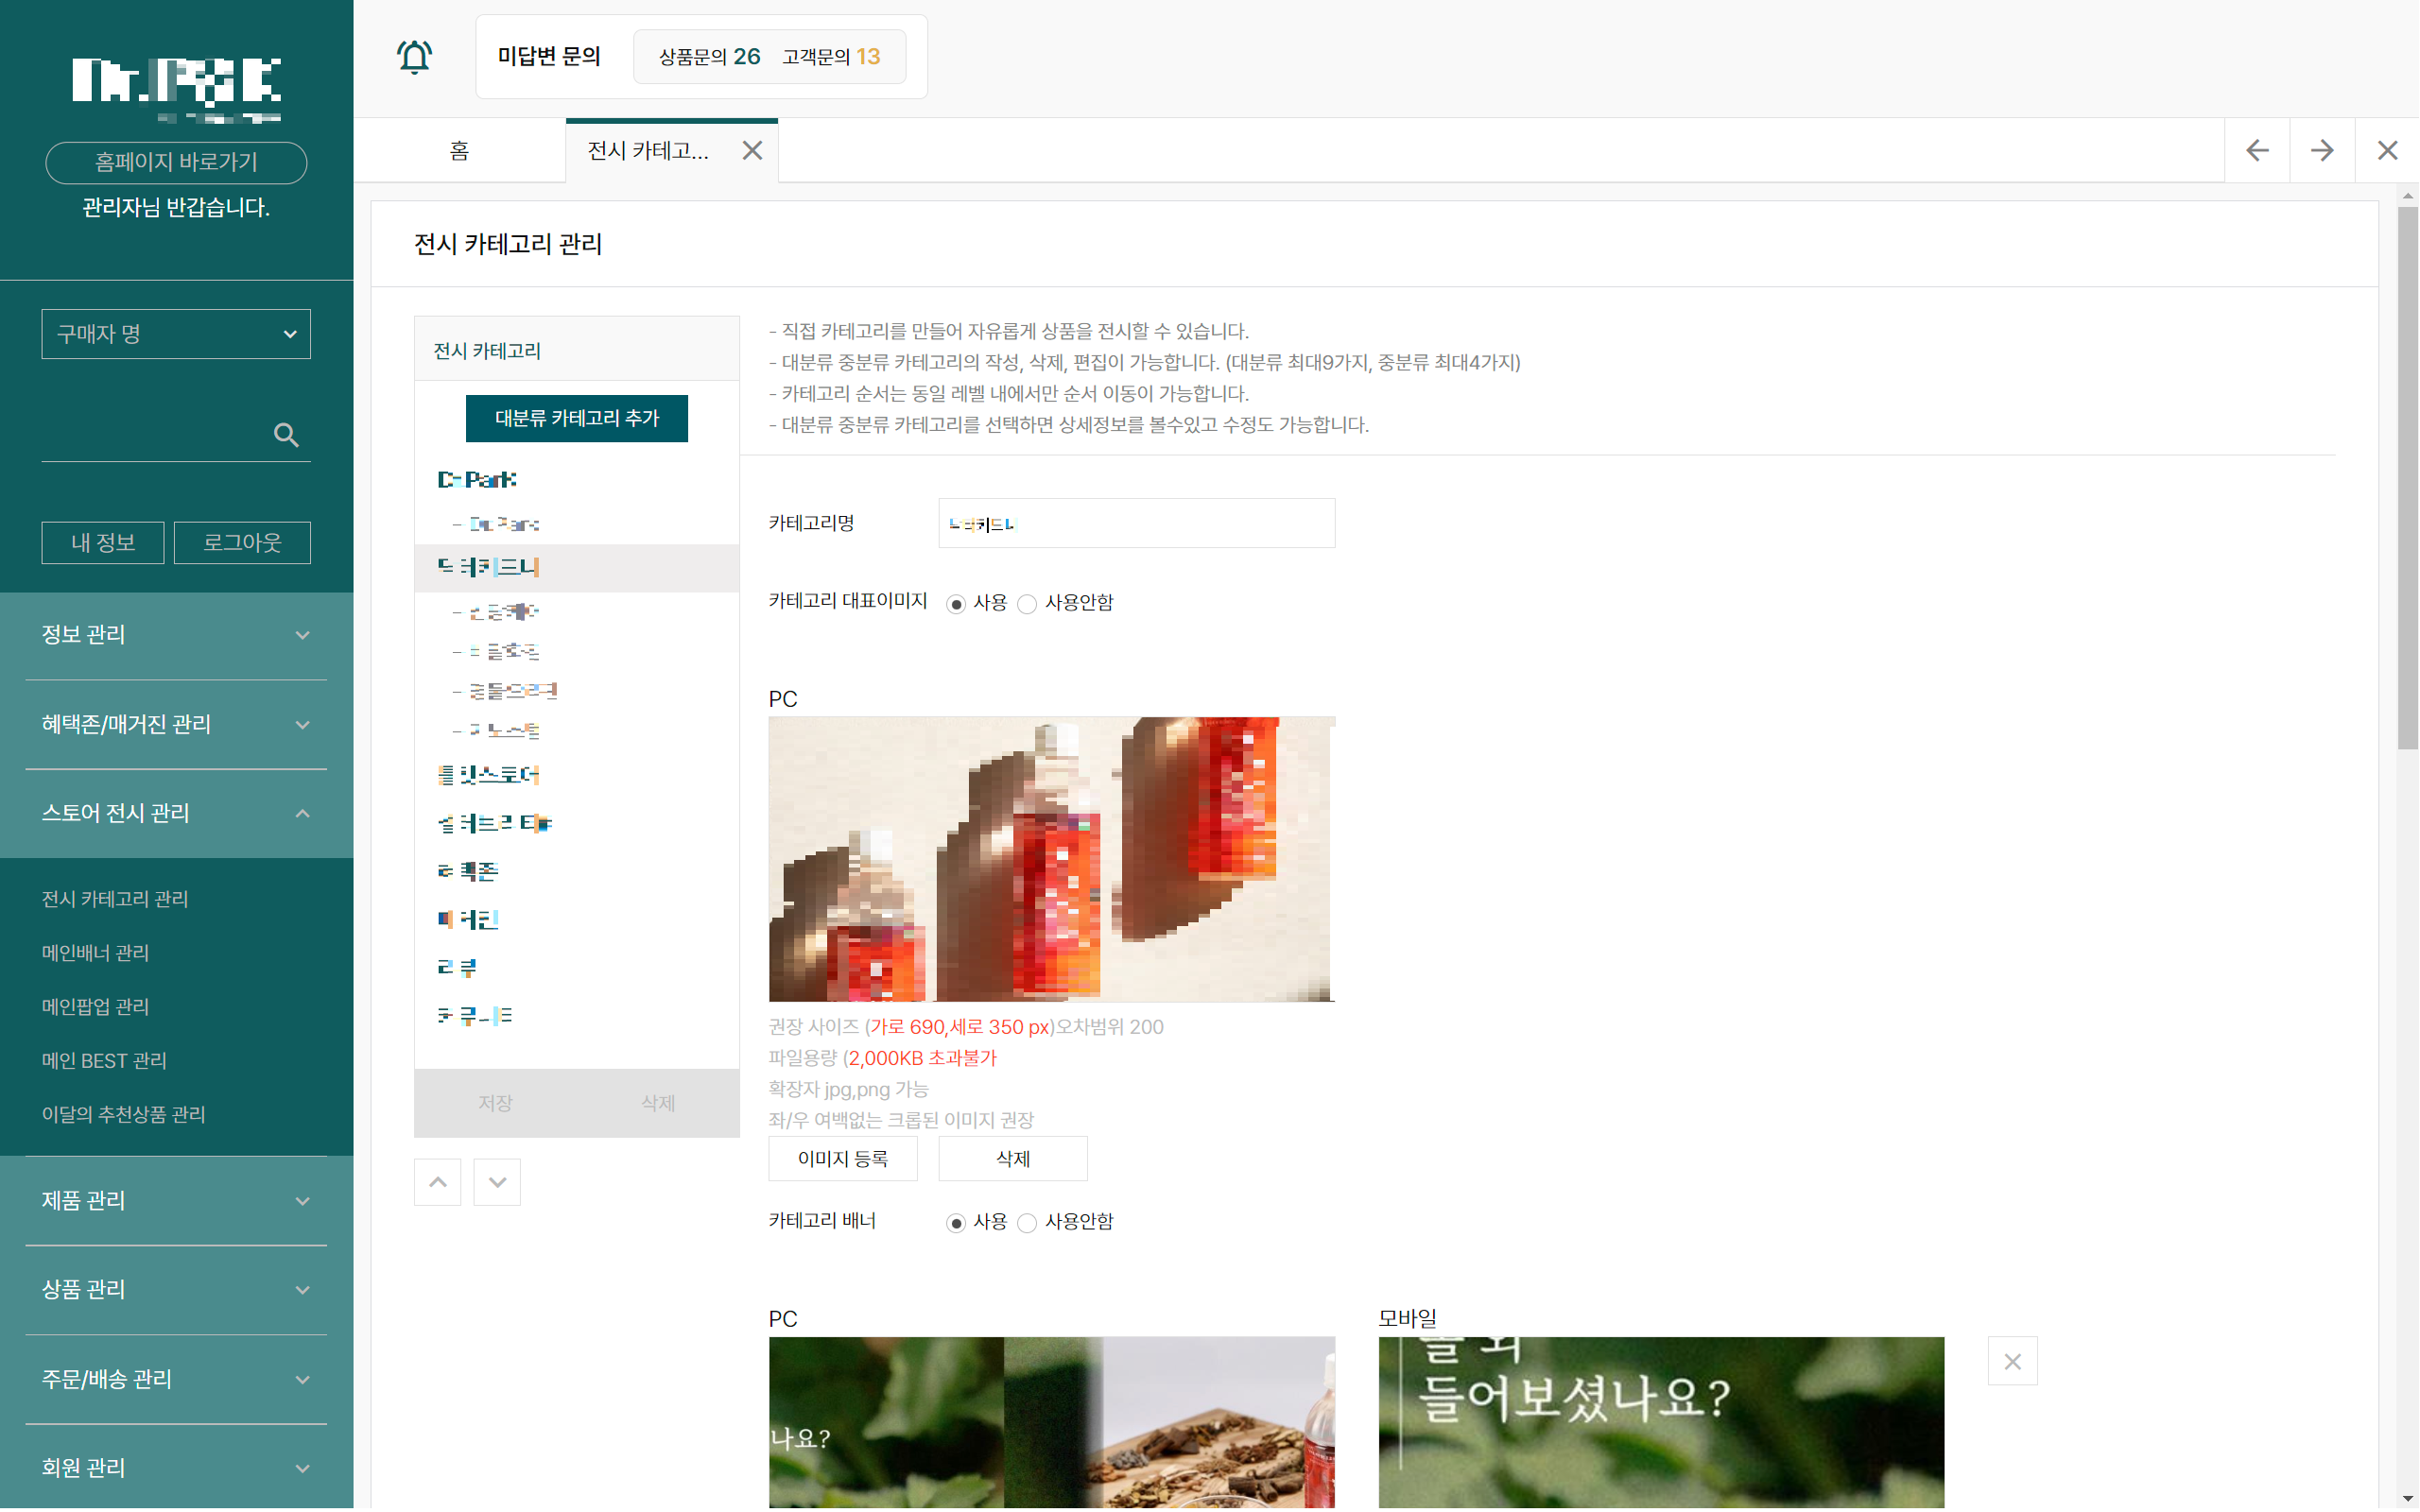 홈페이지 바로가기
관리자님 반갑습니다.
구매자 명
내 정보
로그아웃
정보 관리
혜택존/매거진 관리
스토어 전시 관리
전시 카테고리 관리
메인배너 관리
메인팝업 관리
메인 BEST 관리
이달의 추천상품 관리
제품 관리
상품 관리
주문/배송 관리
회원 관리
미답변 문의
상품문의 26 고객문의 13
홈
전시 카테고...
전시 카테고리 관리
전시 카테고리
대분류 카테고리 추가
저장
삭제
- 직접 카테고리를 만들어 자유롭게 상품을 전시할 수 있습니다.
- 대분류 중분류 카테고리의 작성, 삭제, 편집이 가능합니다. (대분류 최대9가지, 중분류 최대4가지)
- 카테고리 순서는 동일 레벨 내에서만 순서 이동이 가능합니다.
- 대분류 중분류 카테고리를 선택하면 상세정보를 볼수있고 수정도 가능합니다.
카테고리명
카테고리 대표이미지
사용
사용안함
PC
권장 사이즈 (가로 690,세로 350 px)오차범위 200
파일용량 (2,000KB 초과불가
확장자 jpg,png 가능
좌/우 여백없는 크롭된 이미지 권장
이미지 등록
삭제
카테고리 배너
사용
사용안함
PC
나요?
모바일
들어보셨나요?